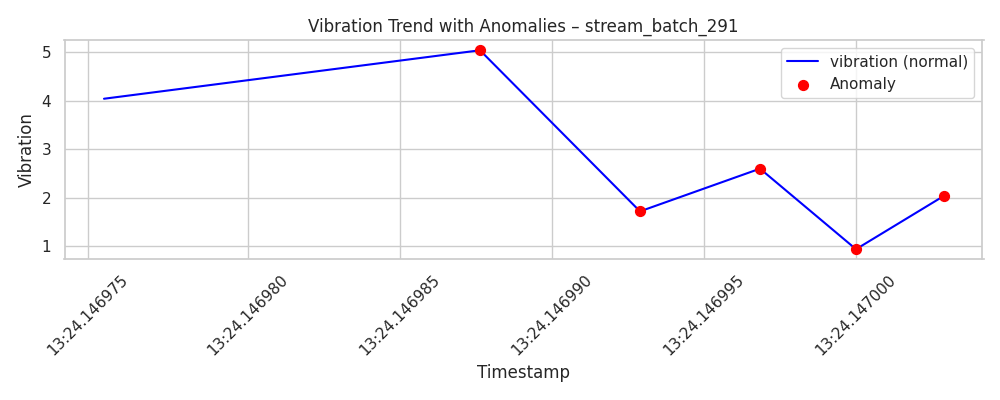 Vibration Trend with Anomalies – stream_batch_291
vibration (normal)
Anomaly
Vibration
5
4
3
2
1
13:24.146975
13:24.146980
13:24.146985
13:24.146990
13:24.146995
13:24.147000
Timestamp